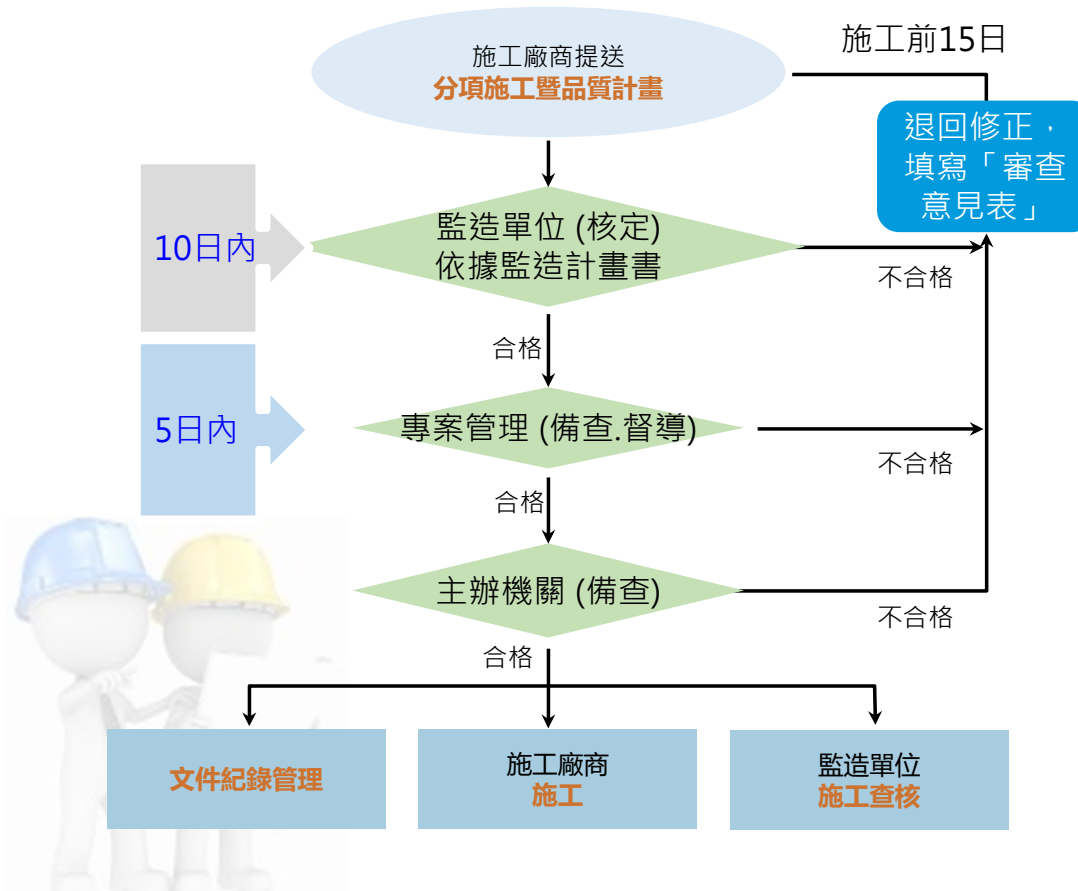 施工廠商提送
分項施工暨品質計畫
施工前15日
退回修正，
填寫「審查
意見表」
10日內
監造單位 (核定)
依據監造計畫書
不合格
合格
5日內
專案管理 (備查.督導)
不合格
合格
主辦機關 (備查)
不合格
合格
文件紀錄管理
施工廠商
施工
監造單位
施工查核